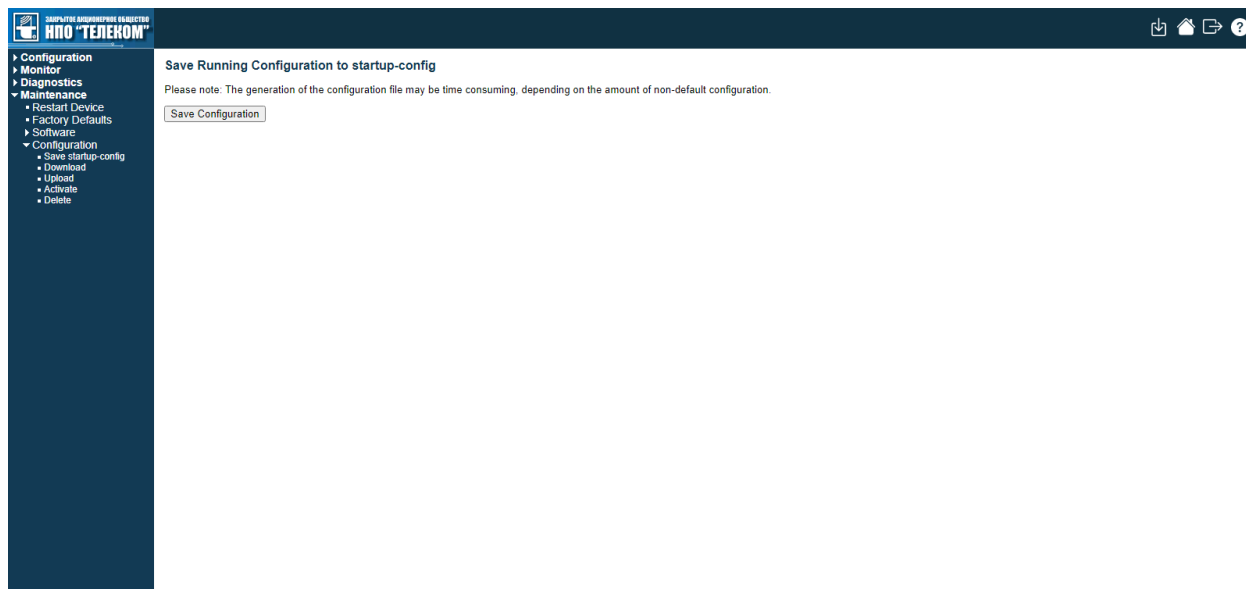 ЗАКРЫТОЕ АКЦИОНЕРНОЕ ОБЩЕСТВО
НПО "ТЕЛЕКОМ"
Configuration
Monitor
Diagnostics
Maintenance
Restart Device
Factory Defaults
Software
Configuration
Save startup-config
Download
Upload
Activate
Delete
Save Running Configuration to startup-config
Please note: The generation of the configuration file may be time consuming, depending on the amount of non-default configuration.
Save Configuration
?